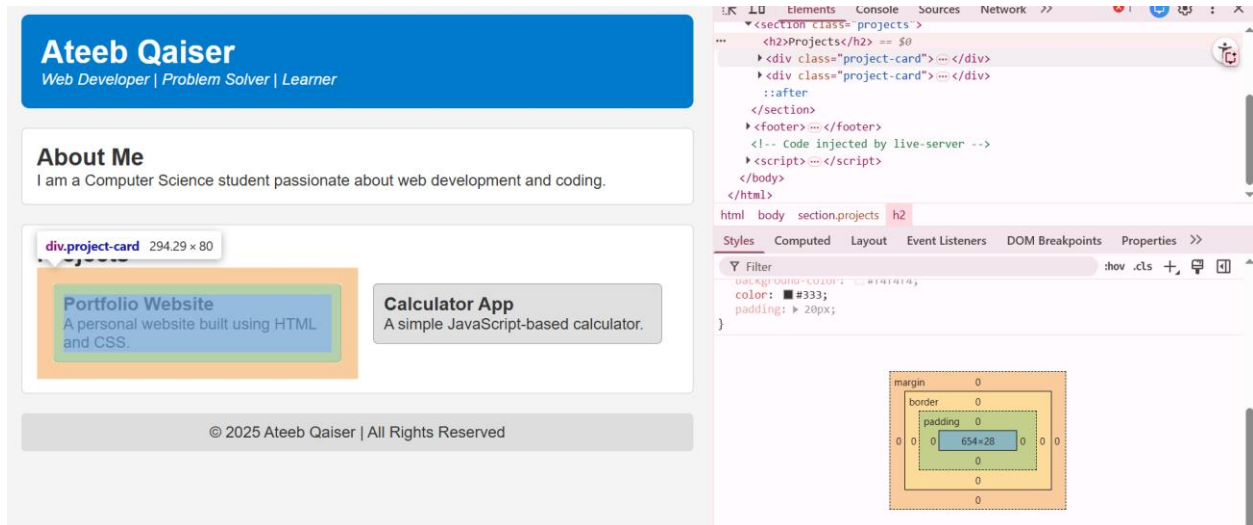 Ateeb Qaiser
Web Developer | Problem Solver | Learner
About Me
I am a Computer Science student passionate about web development and coding.
div.project-card 294.29 × 80
Projects
Portfolio Website
A personal website built using HTML
and CSS.
Calculator App
A simple JavaScript-based calculator.
© 2025 Ateeb Qaiser | All Rights Reserved
Elements Console Sources Network >> 1
▼<section class="projects">
... <h2>Projects</h2> == $0
▶<div class="project-card">⋯</div>
▶<div class="project-card">⋯</div>
::after
</section>
▶<footer>⋯</footer>
<!-- Code injected by live-server -->
▶<script>⋯</script>
</body>
</html>
html body section.projects h2
Styles Computed Layout Event Listeners DOM Breakpoints Properties >>
Filter :hov .cls +
background-color: #f4f4f4;
color: #333;
padding: ▶ 20px;
}
margin 0
border 0
padding 0
0 0 0 654×28 0 0 0
0
0
0